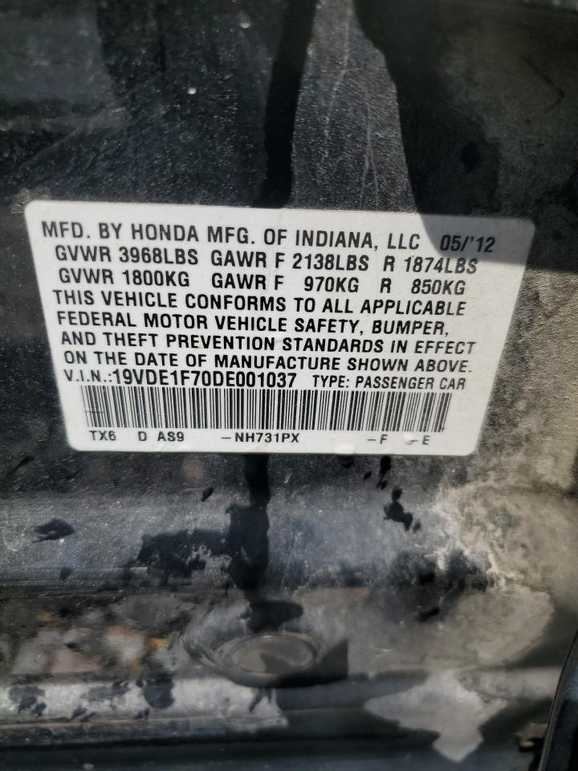 MFD. BY HONDA MFG. OF INDIANA, LLC 05/'12
GVWR 3968LBS GAWR F 2138LBS R 1874LBS
GVWR 1800KG GAWR F 970KG R 850KG
THIS VEHICLE CONFORMS TO ALL APPLICABLE
FEDERAL MOTOR VEHICLE SAFETY, BUMPER,
AND THEFT PREVENTION STANDARDS IN EFFECT
ON THE DATE OF MANUFACTURE SHOWN ABOVE.
V.I.N.:19VDE1F70DE001037 TYPE: PASSENGER CAR
TX6 D AS9 -NH731PX -F -E